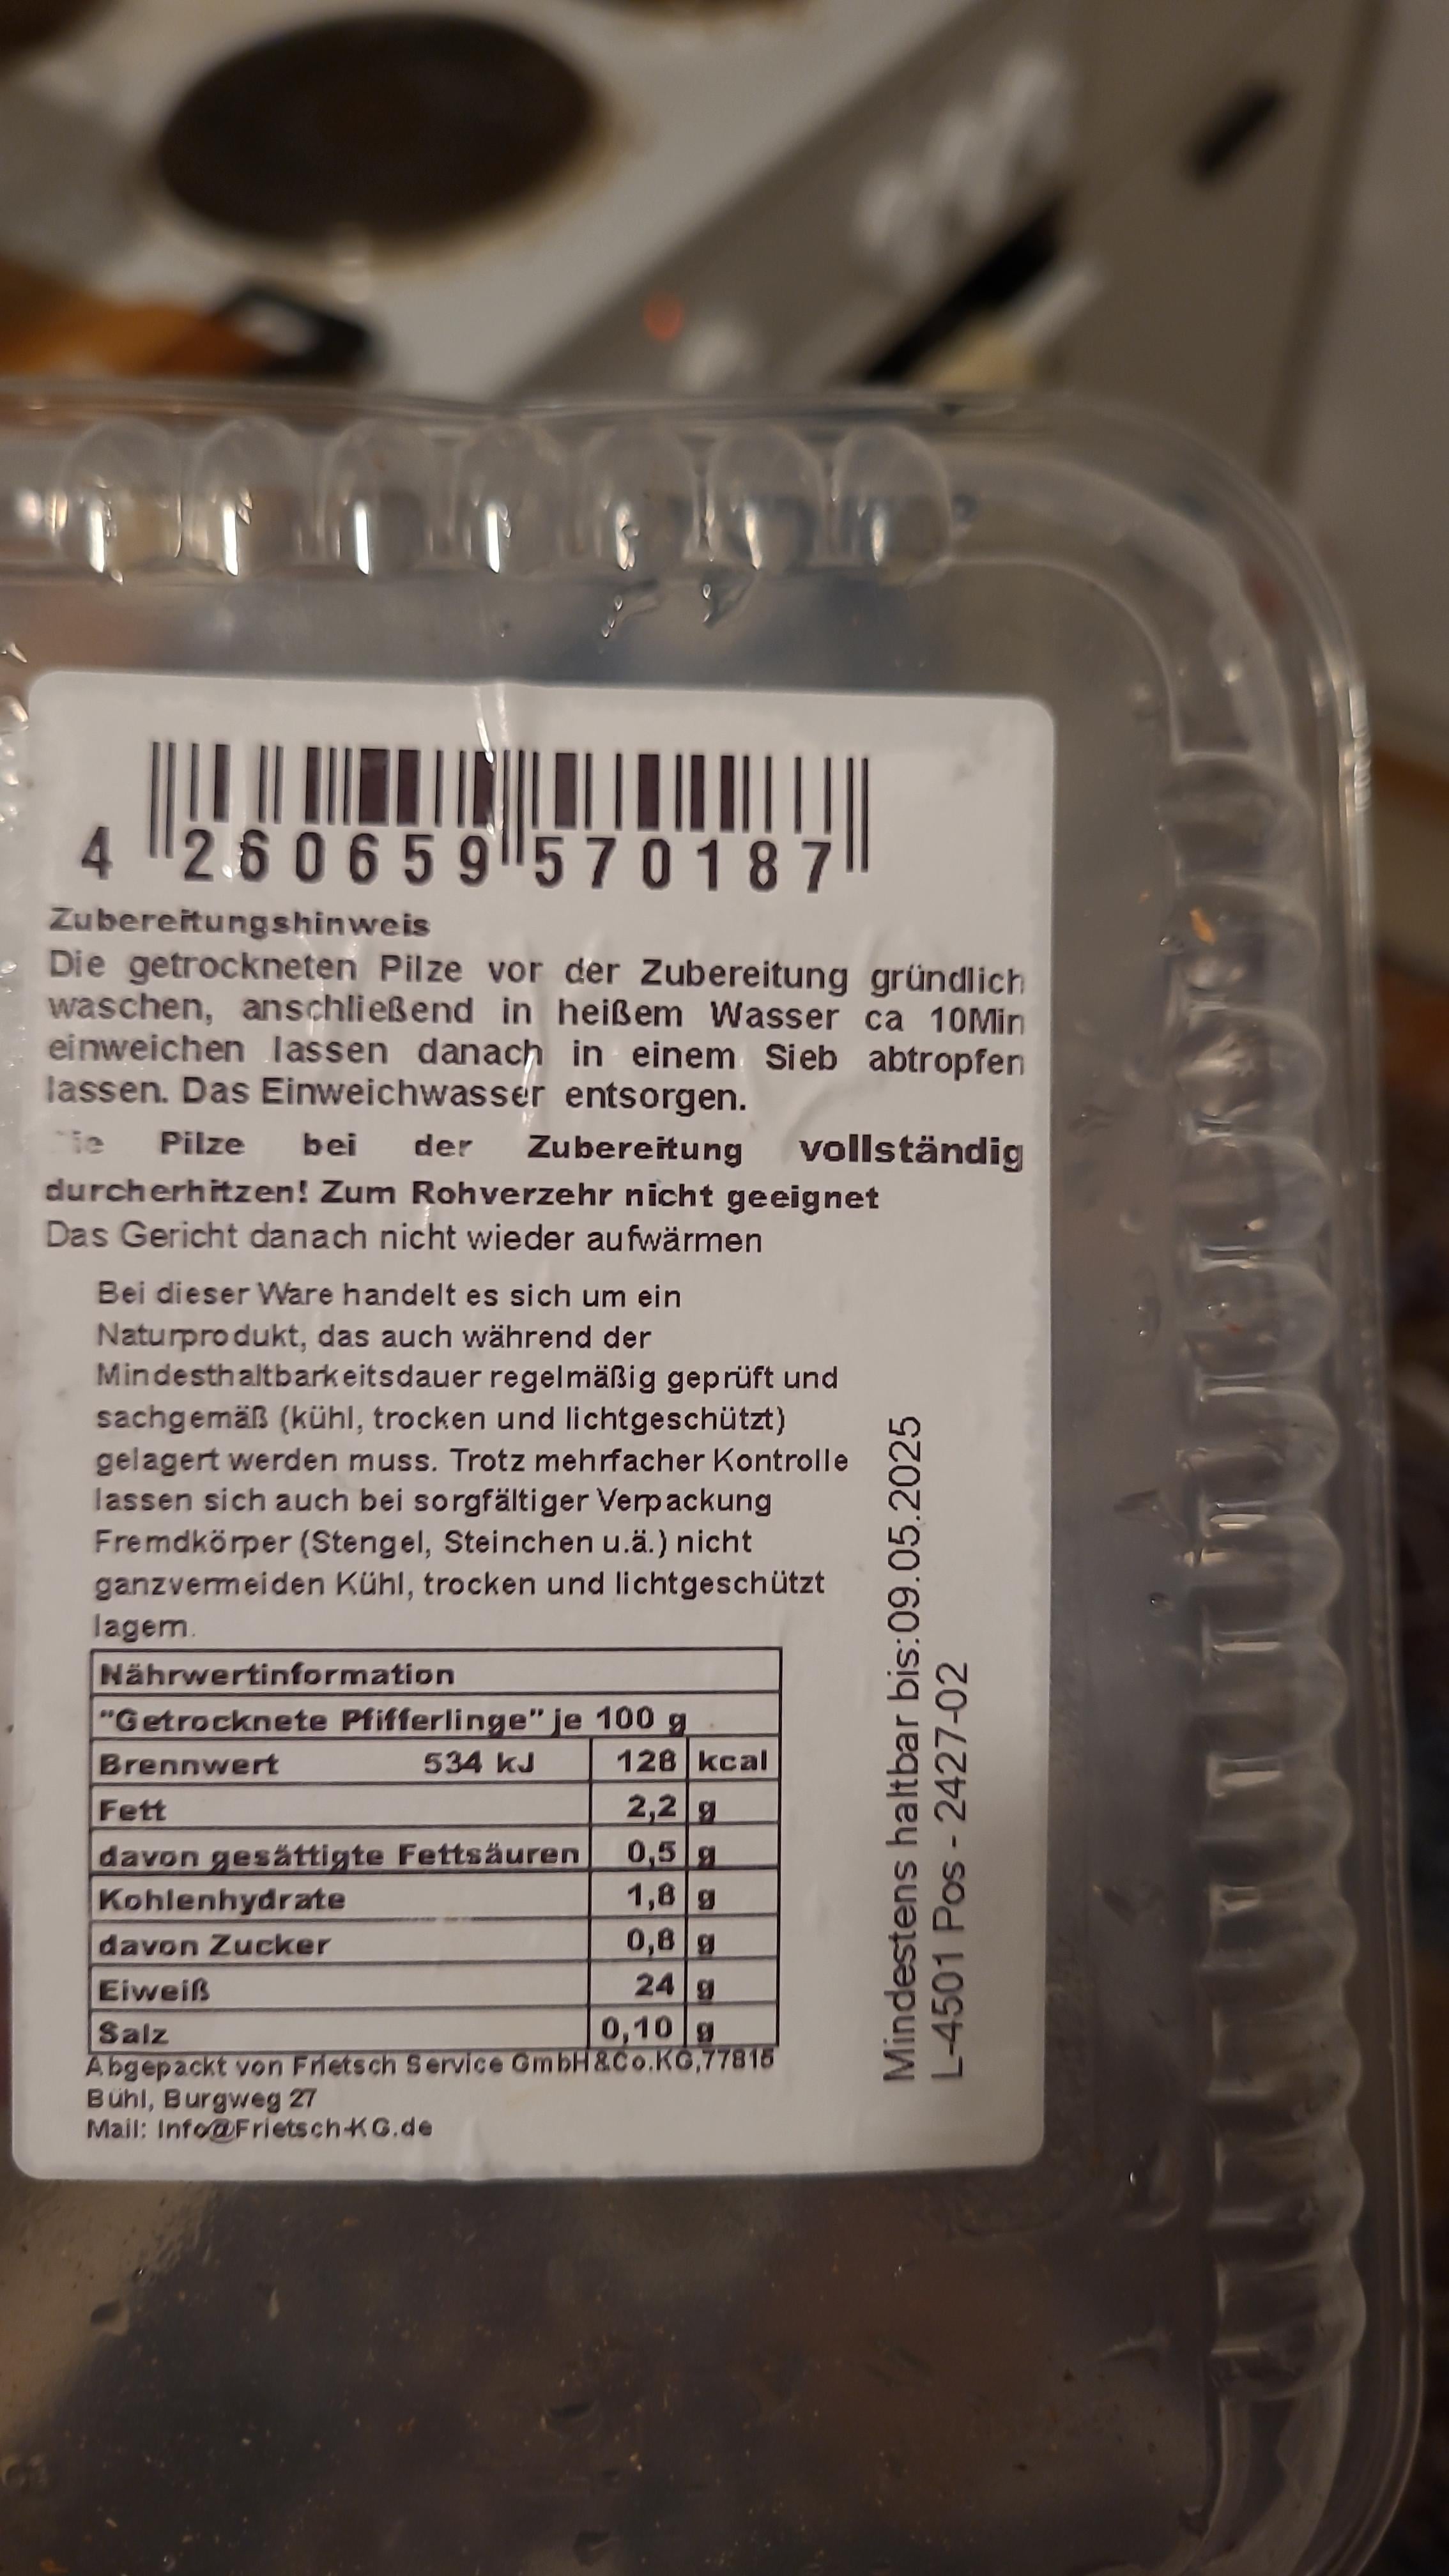 4 260659 570187
Zubereitungshinweis
Die getrockneten Pilze vor der Zubereitung gründlich
waschen, anschließend in heißem Wasser ca 10Min
einweichen lassen danach in einem Sieb abtropfen
lassen. Das Einweichwasser entsorgen.
Pilze bei der Zubereitung vollständig
durcherhitzen! Zum Rohverzehr nicht geeignet
Das Gericht danach nicht wieder aufwärmen
Bei dieser Ware handelt es sich um ein
Naturprodukt, das auch während der
Mindesthaltbarkeitsdauer regelmäßig geprüft und
sachgemäß (kühl, trocken und lichtgeschützt)
gelagert werden muss. Trotz mehrfacher Kontrolle
lassen sich auch bei sorgfältiger Verpackung
Fremdkörper (Stengel, Steinchen u.ä.) nicht
ganzvermeiden Kühl, trocken und lichtgeschützt
lagern.
Nährwertinformation
"Getrocknete Pfifferlinge" je 100 g
Brennwert 534 kJ 128 kcal
Fett 2,2 g
davon gesättigte Fettsäuren 0,5 g
Kohlenhydrate 1,8 g
davon Zucker 0,8 g
Eiweiß 24 g
Salz 0,10 g
Abgepackt von Frietsch Service GmbH&Co.KG,77815
Bühl, Burgweg 27
Mail: Info@Frietsch-KG.de
Mindestens haltbar bis:09.05.2025
L-4501 Pos - 2427-02